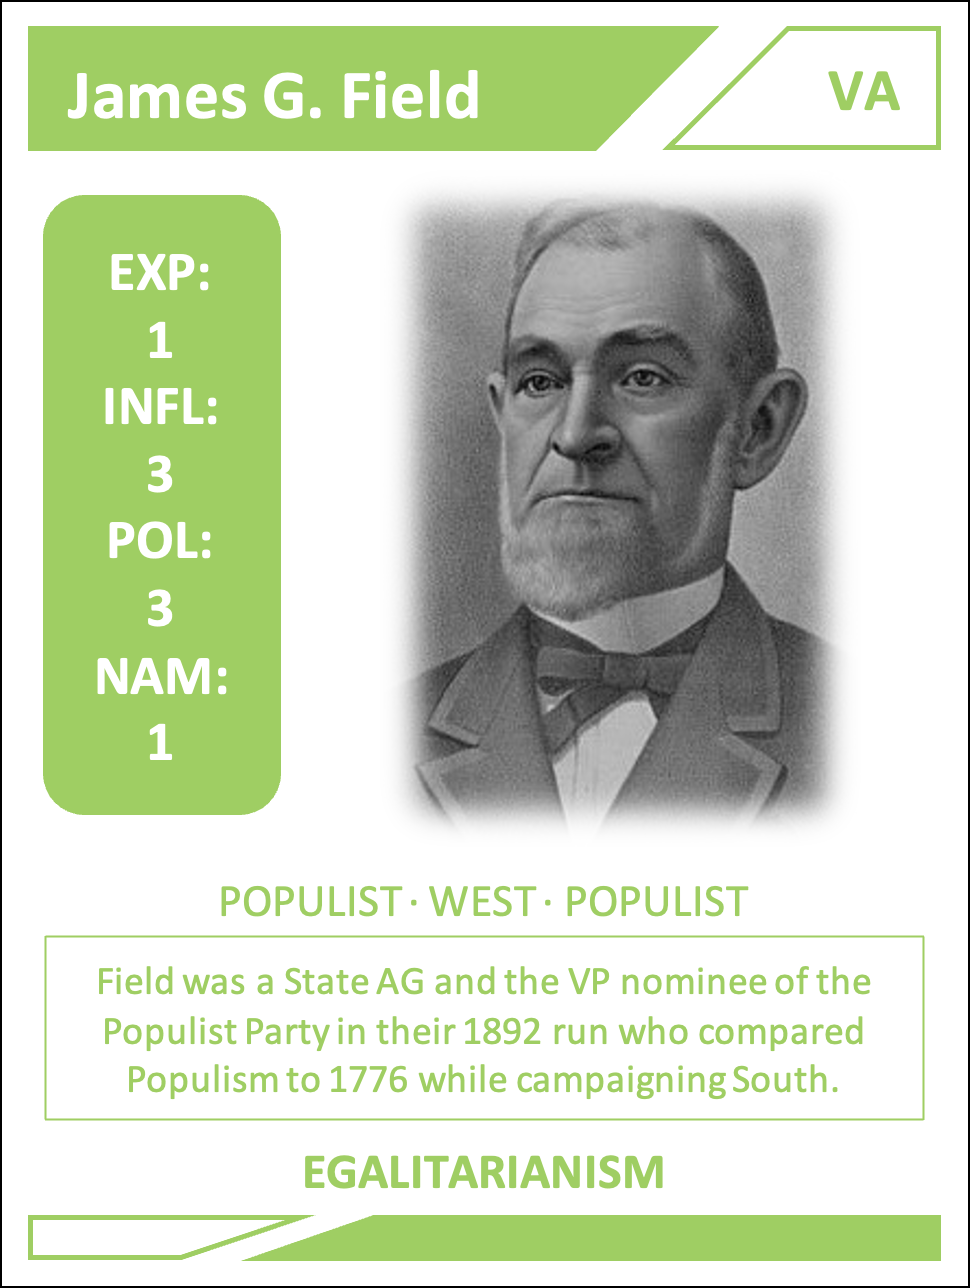 James G. Field
VA
EXP:
1
INFL:
3
POL:
3
NAM:
1
POPULIST · WEST · POPULIST
Field was a State AG and the VP nominee of the
Populist Party in their 1892 run who compared
Populism to 1776 while campaigning South.
EGALITARIANISM